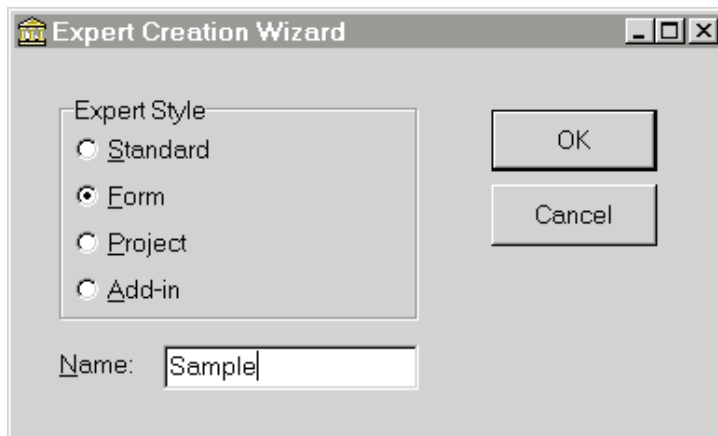 Expert Creation Wizard
Expert Style
Standard
Form
Project
Add-in
OK
Cancel
Name: Sample